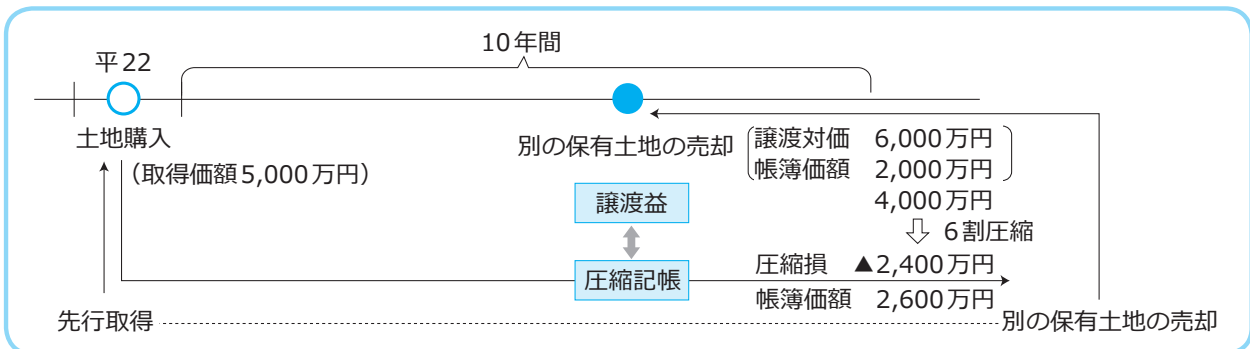 10年間
平22
土地購入
（取得価額5,000万円）
別の保有土地の売却
譲渡対価 6,000万円
帳簿価額 2,000万円
4,000万円
6割圧縮
譲渡益
圧縮記帳
圧縮損 ▲2,400万円
帳簿価額 2,600万円
先行取得
別の保有土地の売却